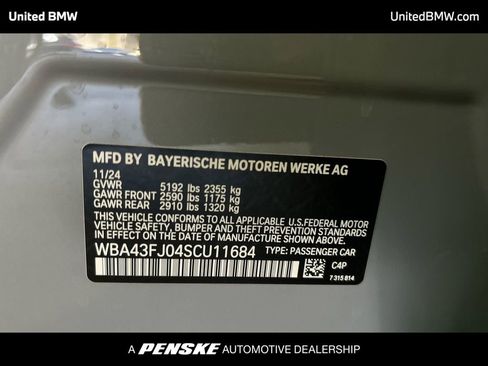 United BMW
UnitedBMW.com
MFD BY BAYERISCHE MOTOREN WERKE AG
11/24
GVWR 5192 lbs 2355 kg
GAWR FRONT 2590 lbs 1175 kg
GAWR REAR 2910 lbs 1320 kg
THIS VEHICLE CONFORMS TO ALL APPLICABLE U.S.FEDERAL MOTOR
VEHICLE SAFETY, BUMPER, AND THEFT PREVENTION STANDARDS IN
EFFECT ON THE DATE OF MANUFACTURE SHOWN ABOVE.
WBA43FJ04SCU11684 TYPE: PASSENGER CAR
C4P
7 315 814
A PENSKE AUTOMOTIVE DEALERSHIP